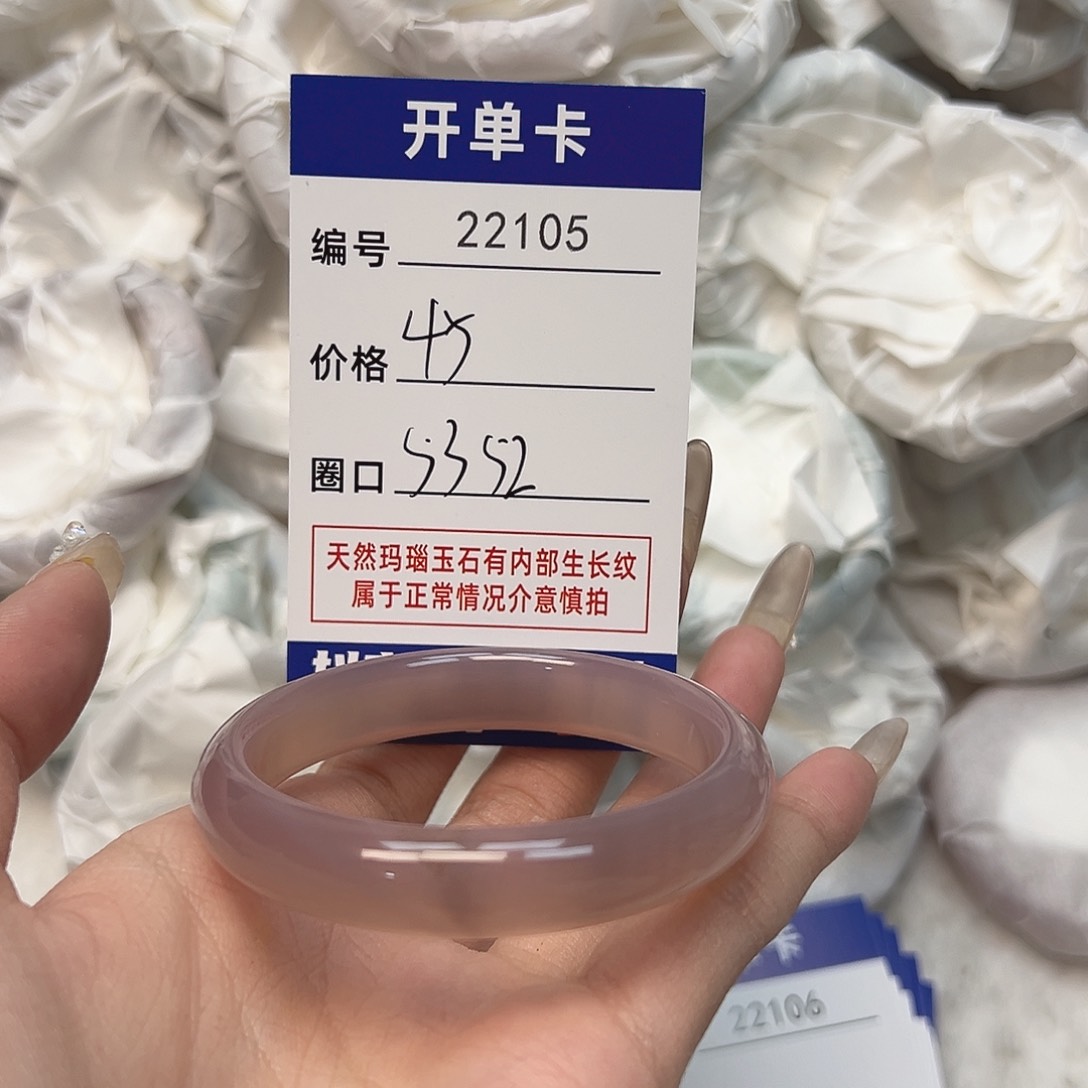 开单卡
编号 22105
价格 45
圈口 53 52
天然玛瑙玉石有内部生长纹
属于正常情况介意慎拍
卡
22106